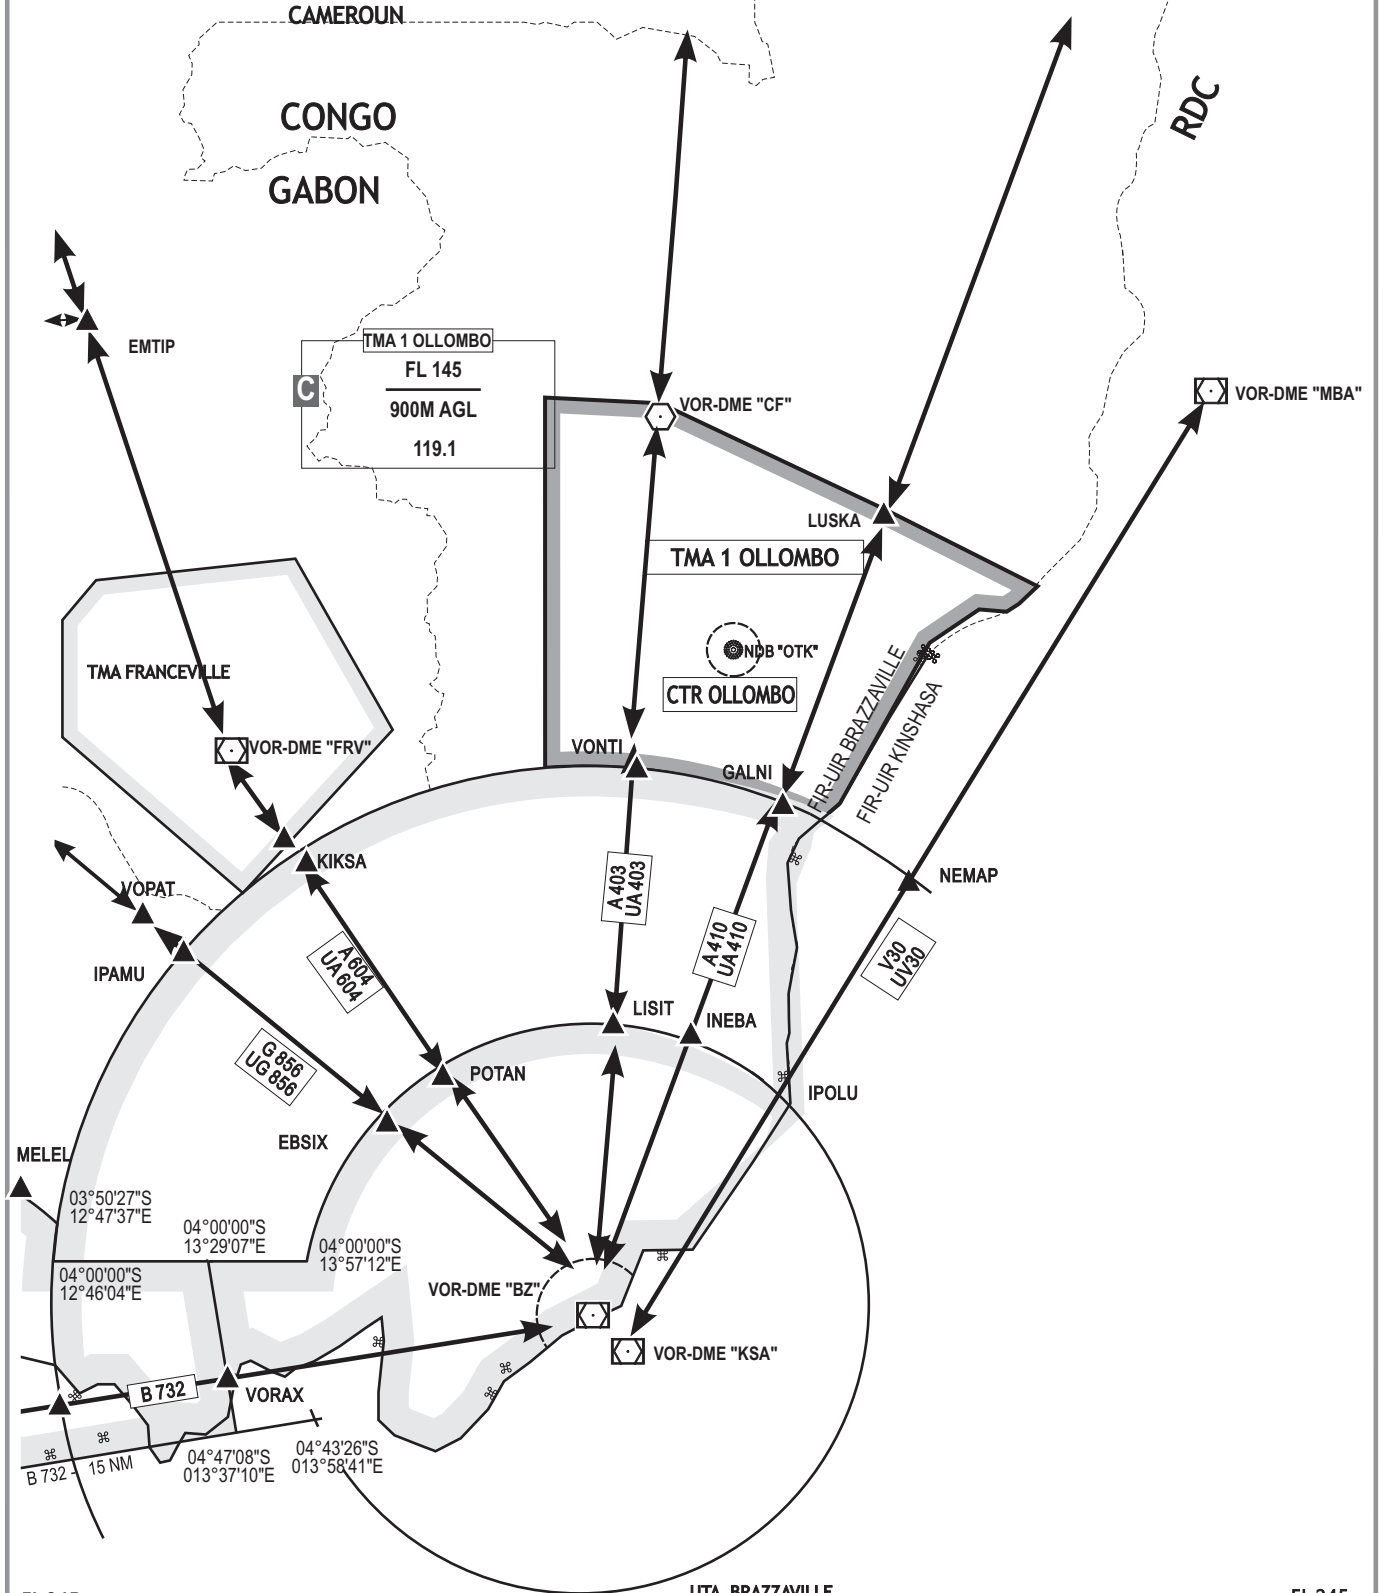 CAMEROUN
CONGO
GABON
RDC
EMTIP
TMA 1 OLLOMBO
C
FL 145
900M AGL
119.1
VOR-DME "CF"
VOR-DME "MBA"
LUSKA
TMA 1 OLLOMBO
NDB "OTK"
CTR OLLOMBO
TMA FRANCEVILLE
VOR-DME "FRV"
VONTI
GALNI
FIR-UIR BRAZZAVILLE
FIR-UIR KINSHASA
KIKSA
VOPAT
IPAMU
A 604
UA 604
A 403
UA 403
A 410
UA 410
NEMAP
V30
UV30
LISIT
INEBA
G 856
UG 856
POTAN
IPOLU
EBSIX
MELEL
03°50'27"S
12°47'37"E
04°00'00"S
13°29'07"E
04°00'00"S
13°57'12"E
04°00'00"S
12°46'04"E
VOR-DME "BZ"
VOR-DME "KSA"
B 732
VORAX
B 732 - 15 NM
04°47'08"S
013°37'10"E
04°43'26"S
013°58'41"E
UTA BRAZZAVILLE